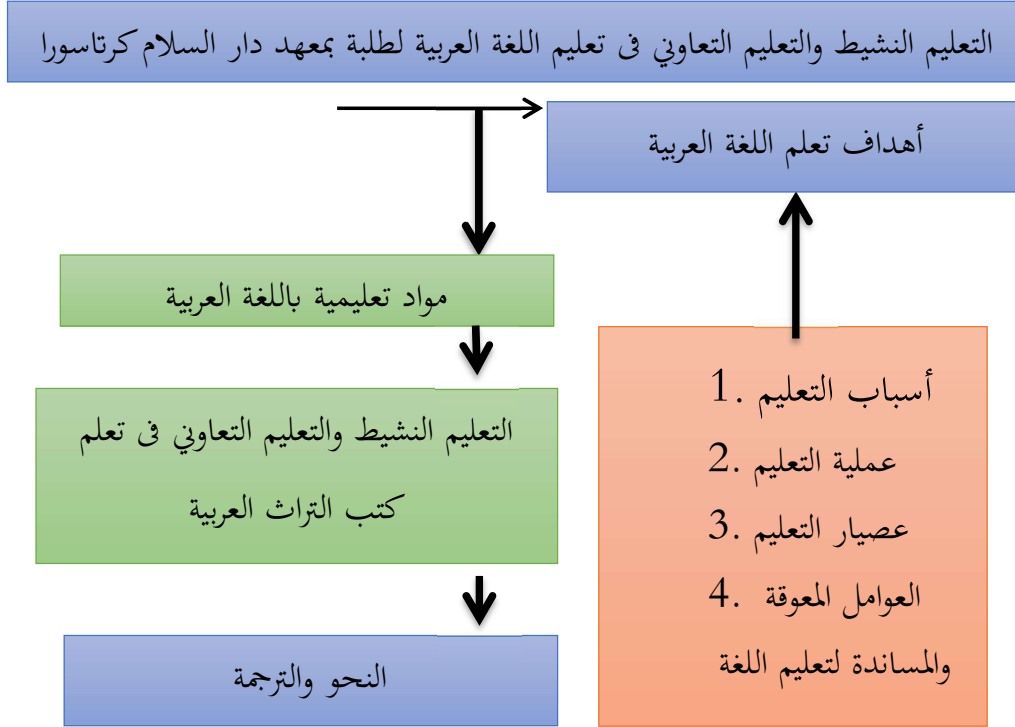 التعليم النشيط والتعليم التعاوني فى تعليم اللغة العربية لطلبة بمعهد دار السلام كرتاسورا
أهداف تعلم اللغة العربية
مواد تعليمية باللغة العربية
التعليم النشيط والتعليم التعاوني فى تعلم
كتب التراث العربية
النحو والترجمة
1. أسباب التعليم
2. عملية التعليم
3. عصيار التعليم
4. العوامل المعوقة
والمساندة لتعليم اللغة